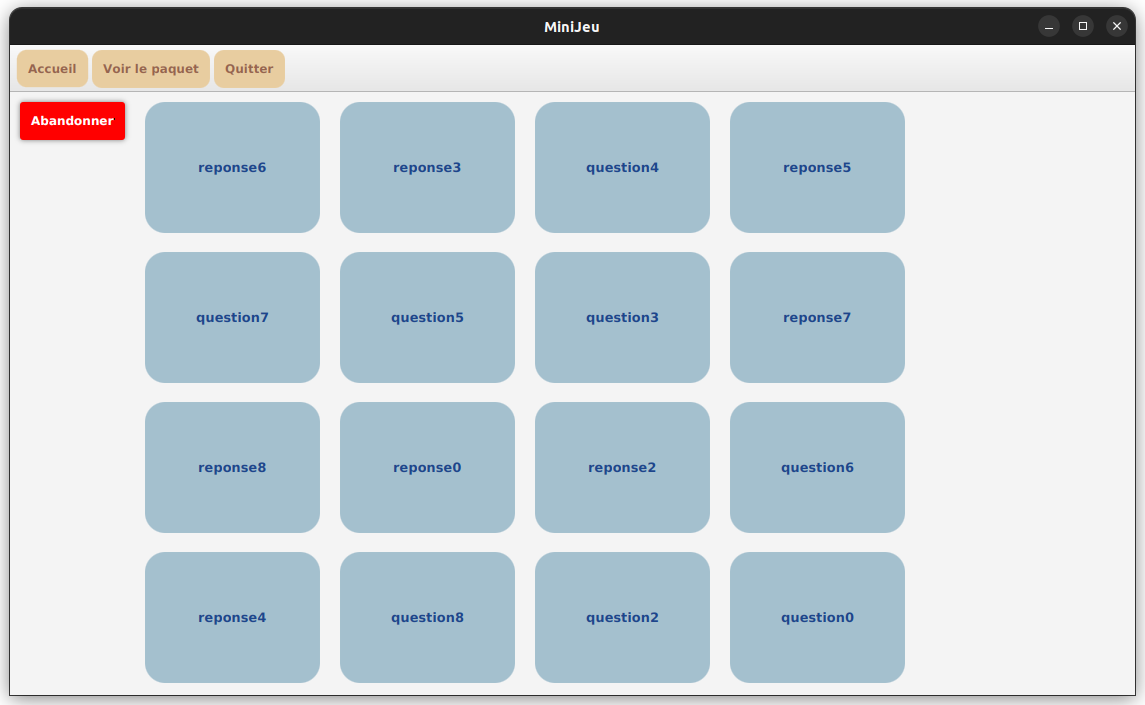 MiniJeu
Accueil Voir le paquet Quitter
Abandonner
reponse6 reponse3 question4 reponse5
question7 question5 question3 reponse7
reponse8 reponse0 reponse2 question6
reponse4 question8 question2 question0